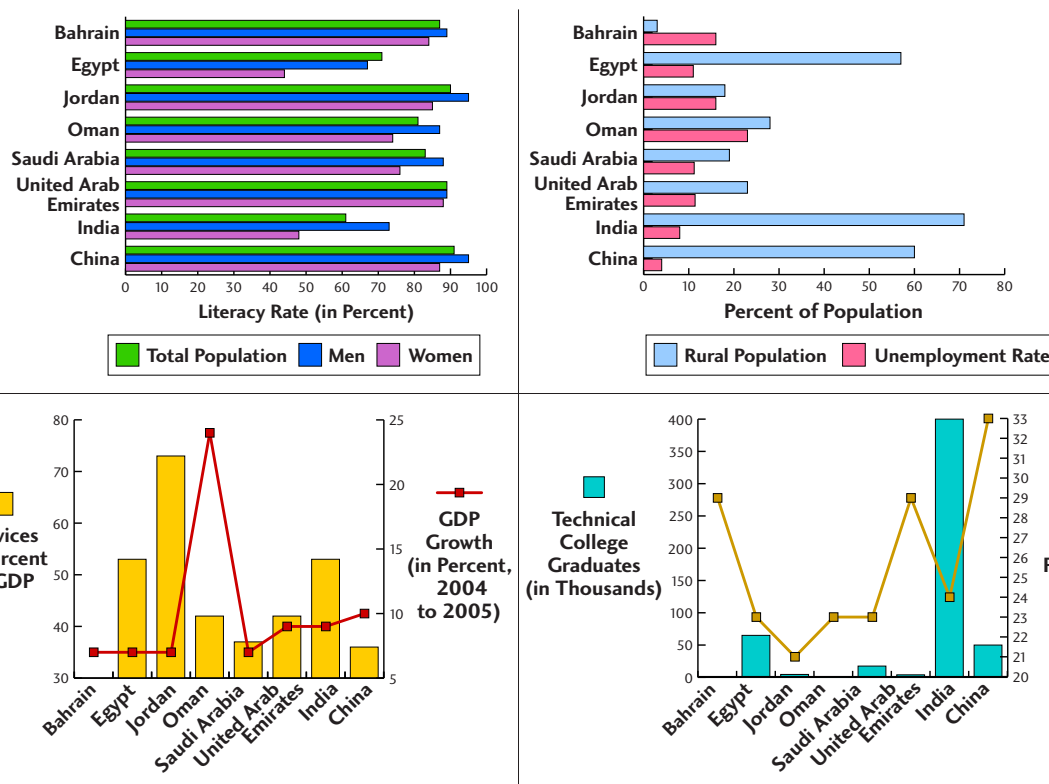 Bahrain
Egypt
Jordan
Oman
Saudi Arabia
United Arab
Emirates
India
China
0 10 20 30 40 50 60 70 80 90 100
Literacy Rate (in Percent)
Total Population Men Women
Bahrain
Egypt
Jordan
Oman
Saudi Arabia
United Arab
Emirates
India
China
0 10 20 30 40 50 60 70 80
Percent of Population
Rural Population Unemployment Rate
80
70
60
50
40
30
25
20
15
10
5
GDP
GDP
Growth
(in Percent,
2004
to 2005)
Bahrain
Egypt
Jordan
Oman
Saudi Arabia
United Arab
Emirates
India
China
Technical
College
Graduates
(in Thousands)
400
350
300
250
200
150
100
50
0
33
32
31
30
29
28
27
26
25
24
23
22
21
20
Bahrain
Egypt
Jordan
Oman
Saudi Arabia
United Arab
Emirates
India
China